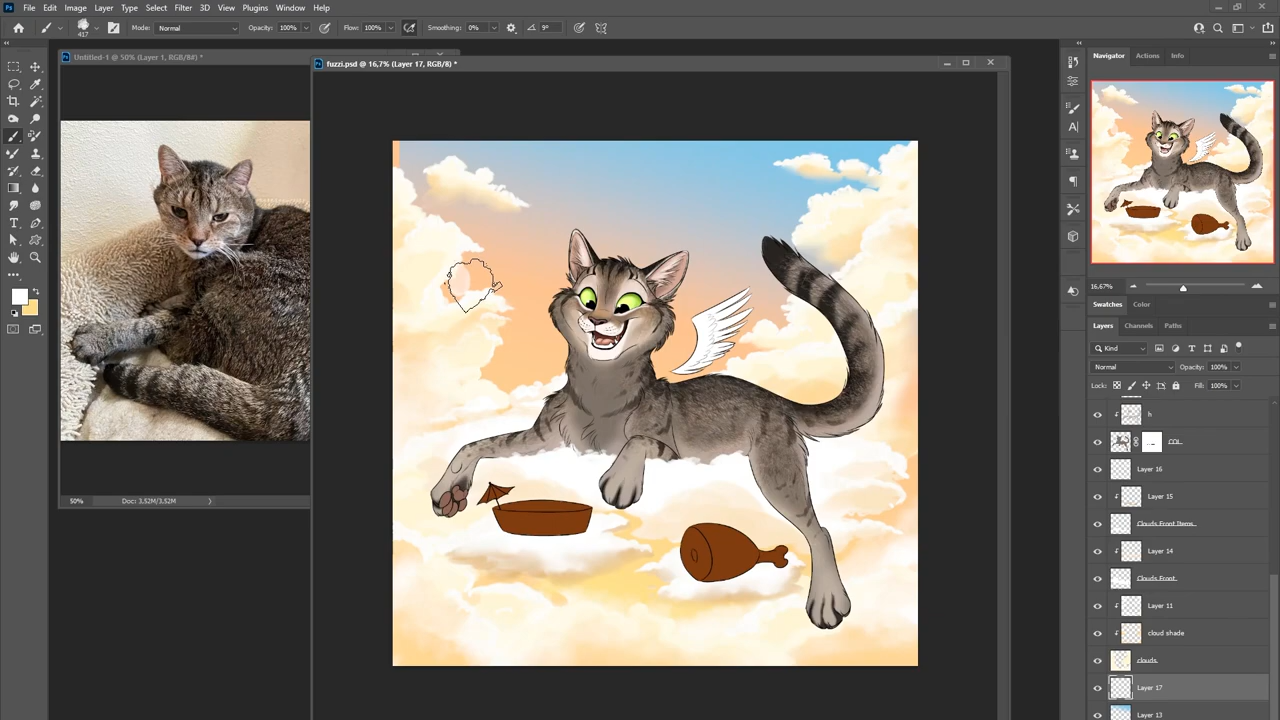 Ps File Edit Image Layer Type Select Filter 3D View Plugins Window Help
417 Mode: Normal Opacity: 100% Flow: 100% Smoothing: 0% 9°
Untitled-1 @ 50% (Layer 1, RGB/8#) *
fuzzi.psd @ 16,7% (Layer 17, RGB/8) *
50% Doc: 3,52M/3,52M
Navigator Actions Info
16.67%
Swatches Color
Layers Channels Paths
Kind
Normal Opacity: 100%
Lock: Fill: 100%
h
COL
Layer 16
Layer 15
Clouds Front Items
Layer 14
Clouds Front
Layer 11
cloud shade
clouds
Layer 17
Layer 13